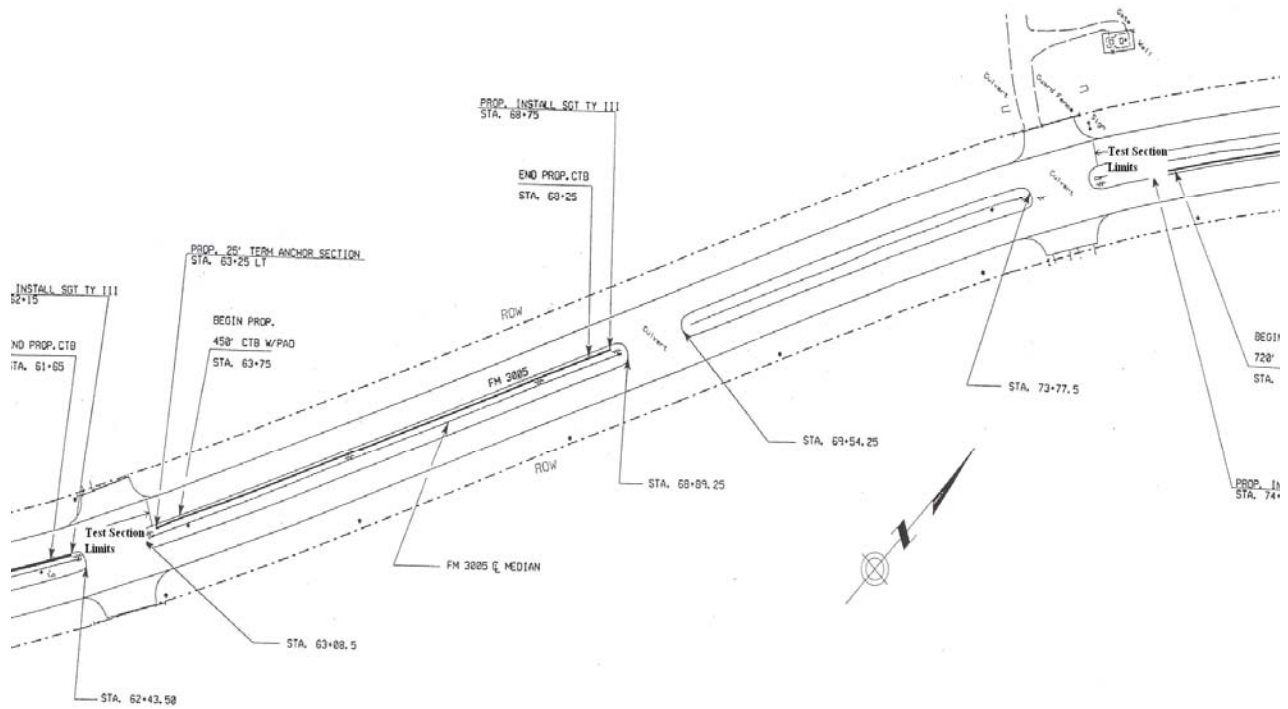 Gate
Well
Culvert
Guard Fence
Sign
PROP. INSTALL SGT TY III
STA. 68+75
Test Section
Limits
END PROP.CTB
STA. 68+25
Culvert
PROP. 25' TERM ANCHOR SECTION
STA. 63+25 LT
INSTALL SGT TY III
62+15
ROW
BEGIN PROP.
450' CTB W/PAD
STA. 63+75
Culvert
BEGIN
720'
STA.
END PROP.CTB
STA. 61+65
FM 3005
STA. 73+77.5
STA. 69+54.25
ROW
STA. 68+89.25
PROP. IN
STA. 74+
Test Section
Limits
FM 3005 ℄ MEDIAN
N
STA. 63+08.5
STA. 62+43.50